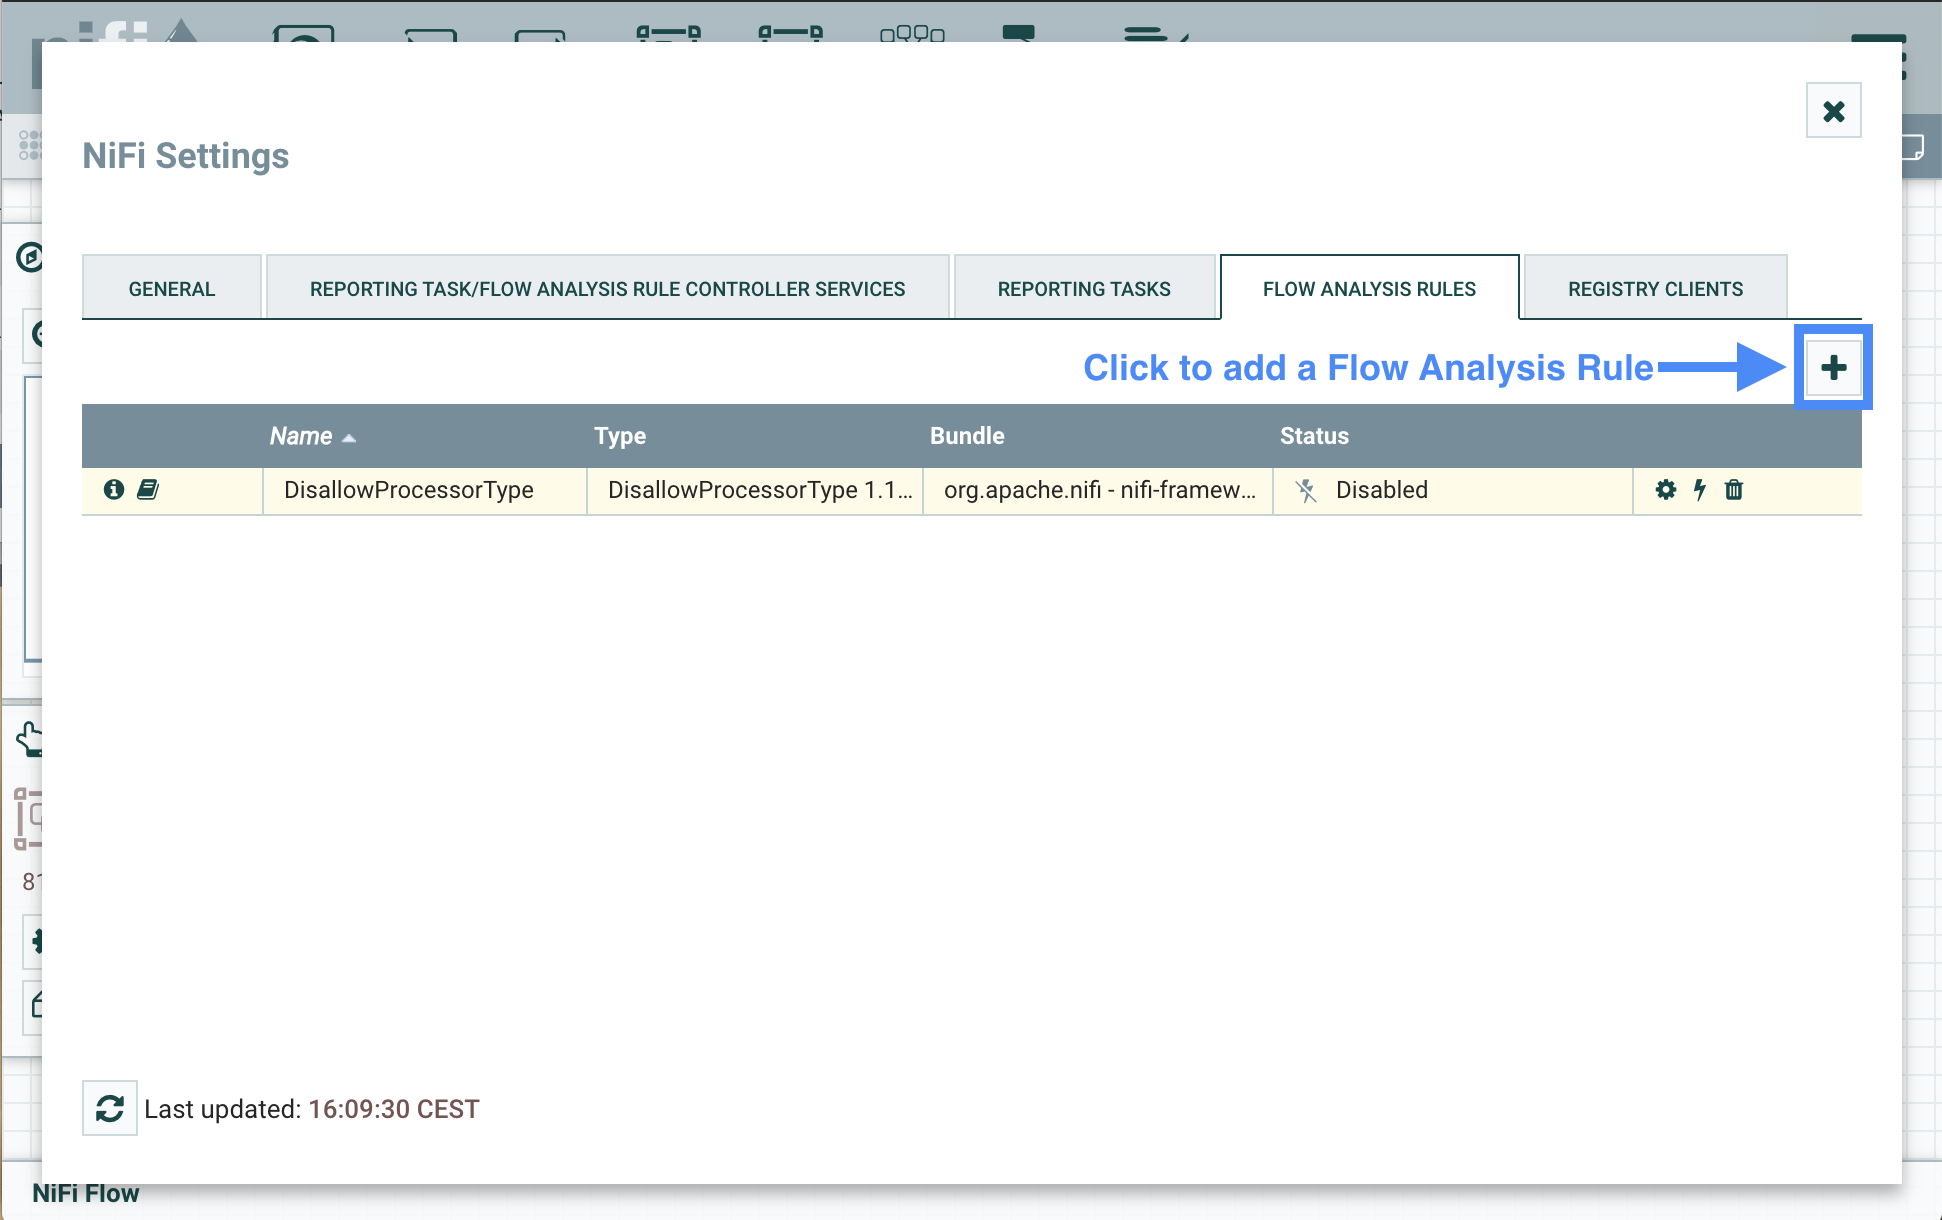 nifi
NiFi Settings
GENERAL
REPORTING TASK/FLOW ANALYSIS RULE CONTROLLER SERVICES
REPORTING TASKS
FLOW ANALYSIS RULES
REGISTRY CLIENTS
Click to add a Flow Analysis Rule
Name Type Bundle Status
DisallowProcessorType DisallowProcessorType 1.1... org.apache.nifi - nifi-framew... Disabled
81
Last updated: 16:09:30 CEST
NiFi Flow